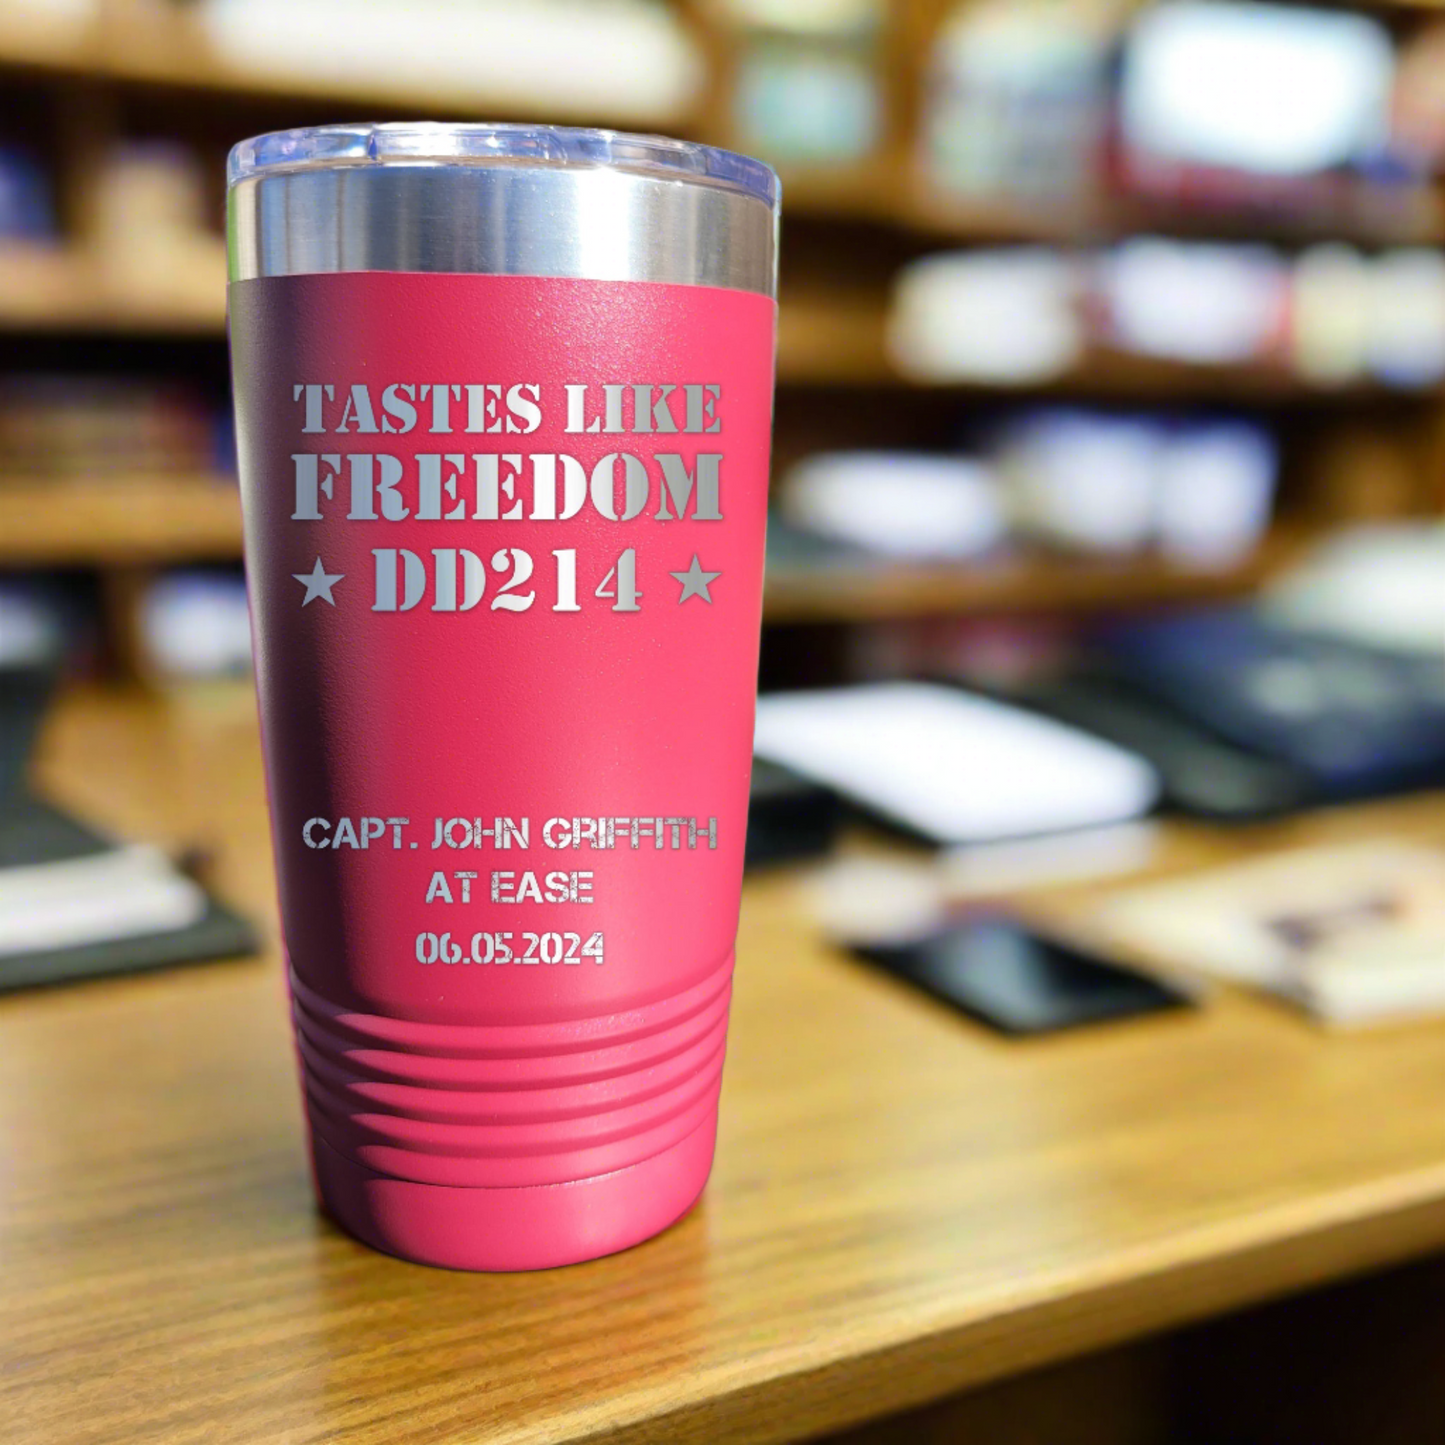 TASTES LIKE
FREEDOM
★ DD214 ★
CAPT. JOHN GRIFFITH
AT EASE
06.05.2024